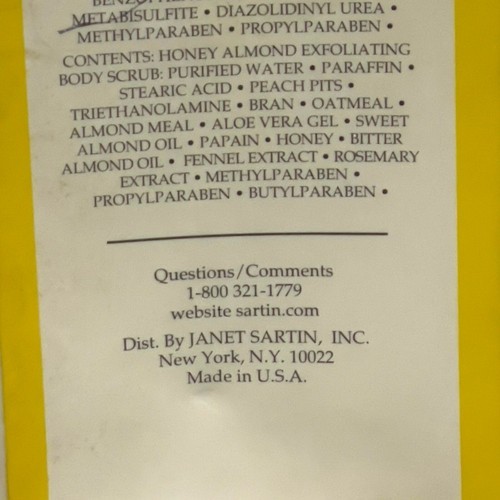 METABISULFITE • DIAZOLIDINYL UREA •
METHYLPARABEN • PROPYLPARABEN •
CONTENTS: HONEY ALMOND EXFOLIATING
BODY SCRUB: PURIFIED WATER • PARAFFIN •
STEARIC ACID • PEACH PITS •
TRIETHANOLAMINE • BRAN • OATMEAL •
ALMOND MEAL • ALOE VERA GEL • SWEET
ALMOND OIL • PAPAIN • HONEY • BITTER
ALMOND OIL • FENNEL EXTRACT • ROSEMARY
EXTRACT • METHYLPARABEN •
PROPYLPARABEN • BUTYLPARABEN •
Questions/Comments
1-800 321-1779
website sartin.com
Dist. By JANET SARTIN, INC.
New York, N.Y. 10022
Made in U.S.A.